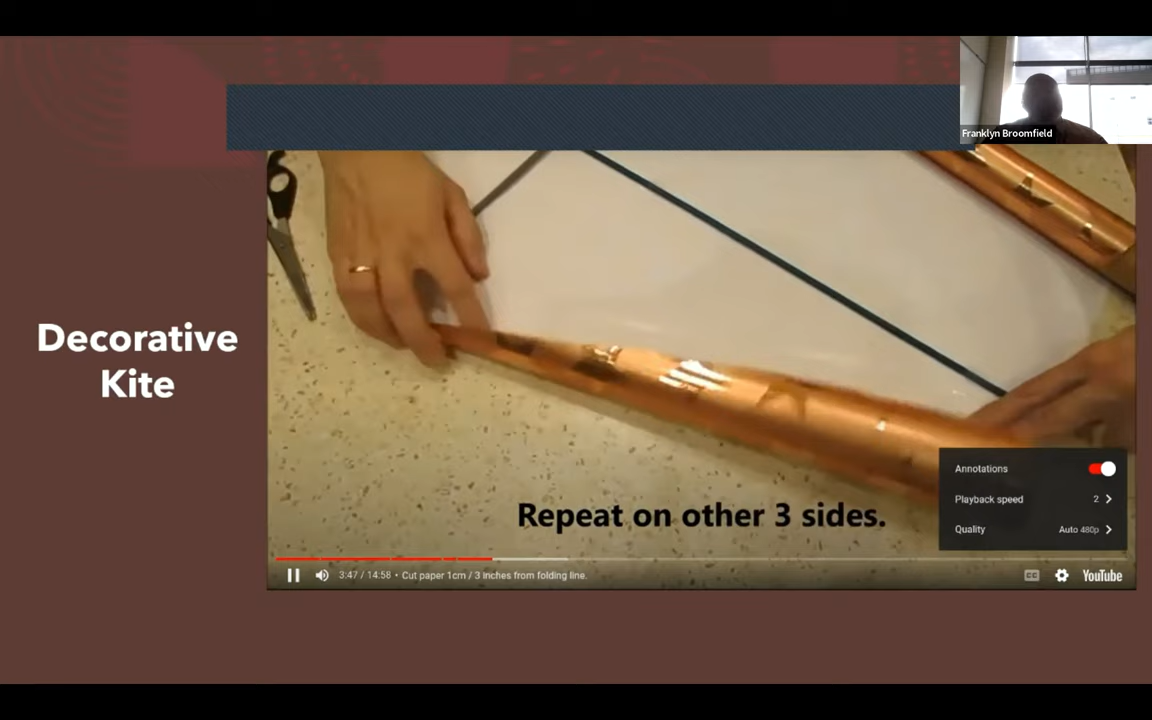 Franklyn Broomfield
Decorative
Kite
Annotations
Playback speed 2
Quality Auto 480p
Repeat on other 3 sides.
3:47 / 14:58 • Cut paper 1cm / 3 inches from folding line.
CC
YouTube